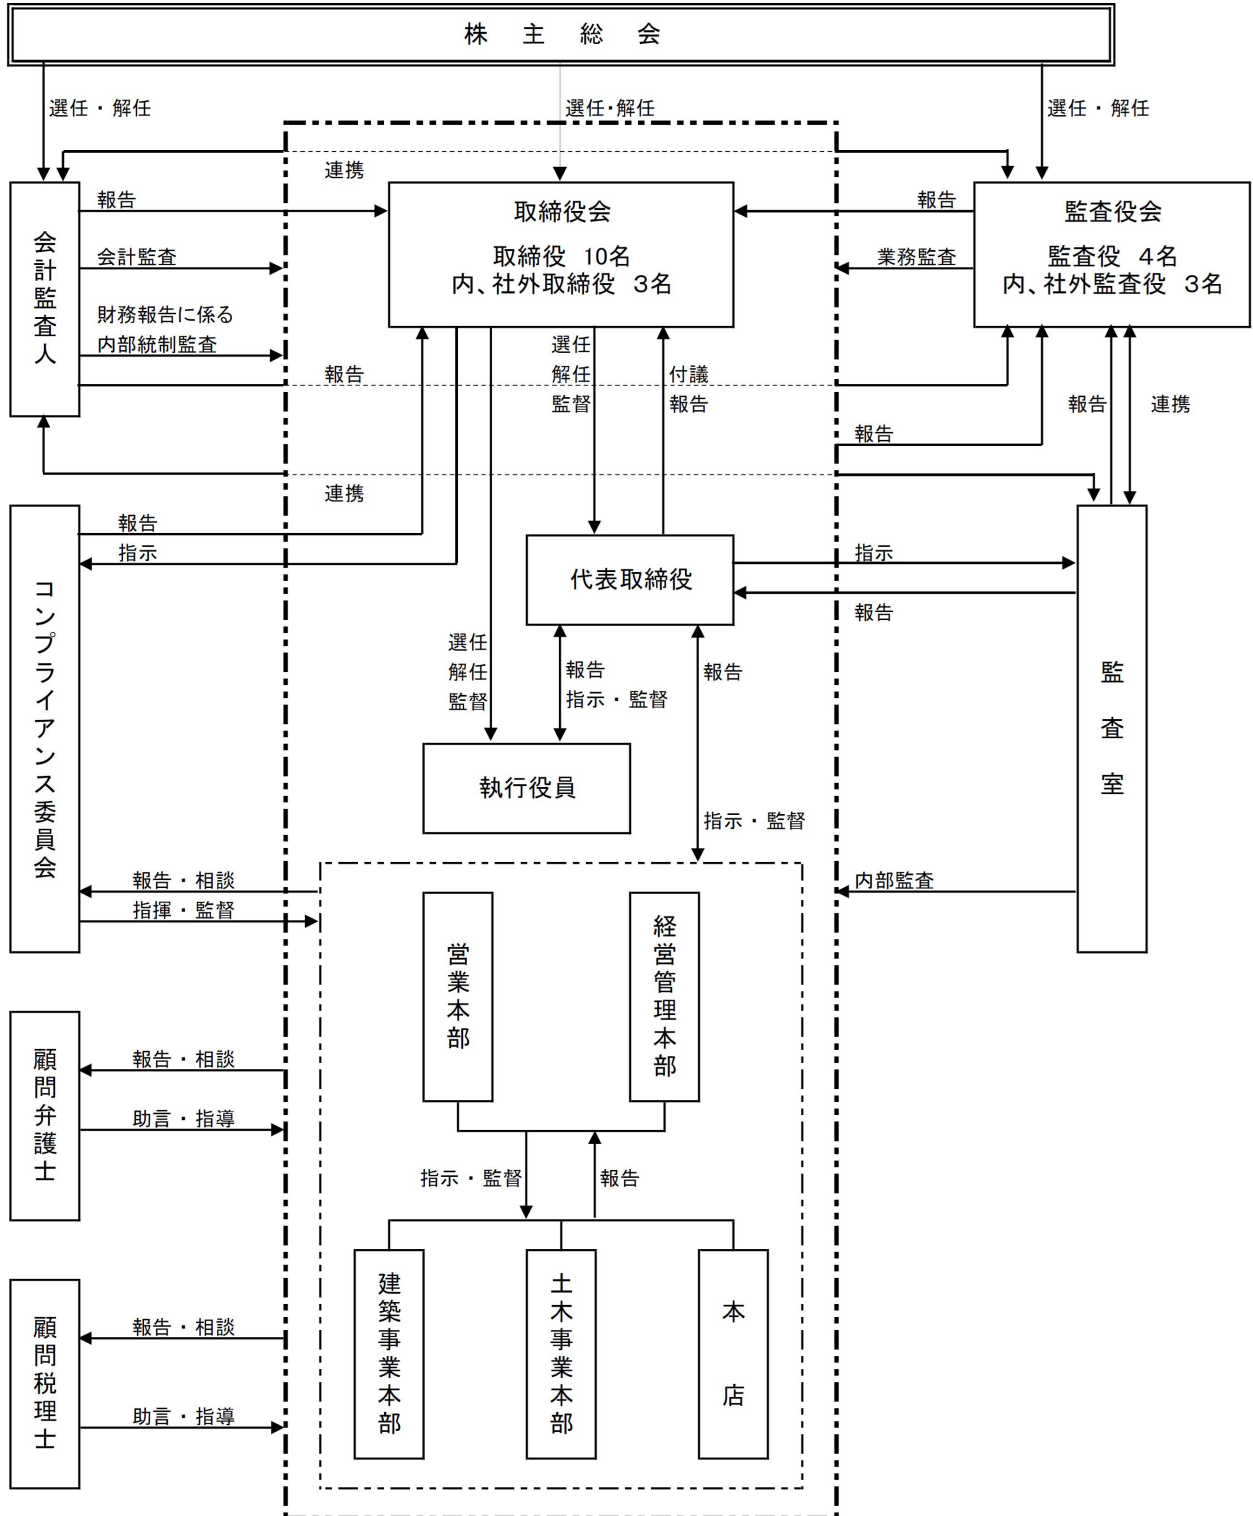 株 主 総 会
選任・解任
選任・解任
選任・解任
連携
報告
会計監査
財務報告に係る
内部統制監査
会計監査人
取締役会
取締役 10名
内、社外取締役 3名
報告
業務監査
監査役会
監査役 4名
内、社外監査役 3名
報告
選任
解任
監督
付議
報告
報告
連携
報告
連携
報告
指示
コンプライアンス委員会
代表取締役
指示
報告
監査室
選任
解任
監督
報告
指示・監督
報告
執行役員
指示・監督
報告・相談
指揮・監督
内部監査
営業本部
経営管理本部
顧問弁護士
報告・相談
助言・指導
指示・監督
報告
顧問税理士
報告・相談
助言・指導
建築事業本部
土木事業本部
本店